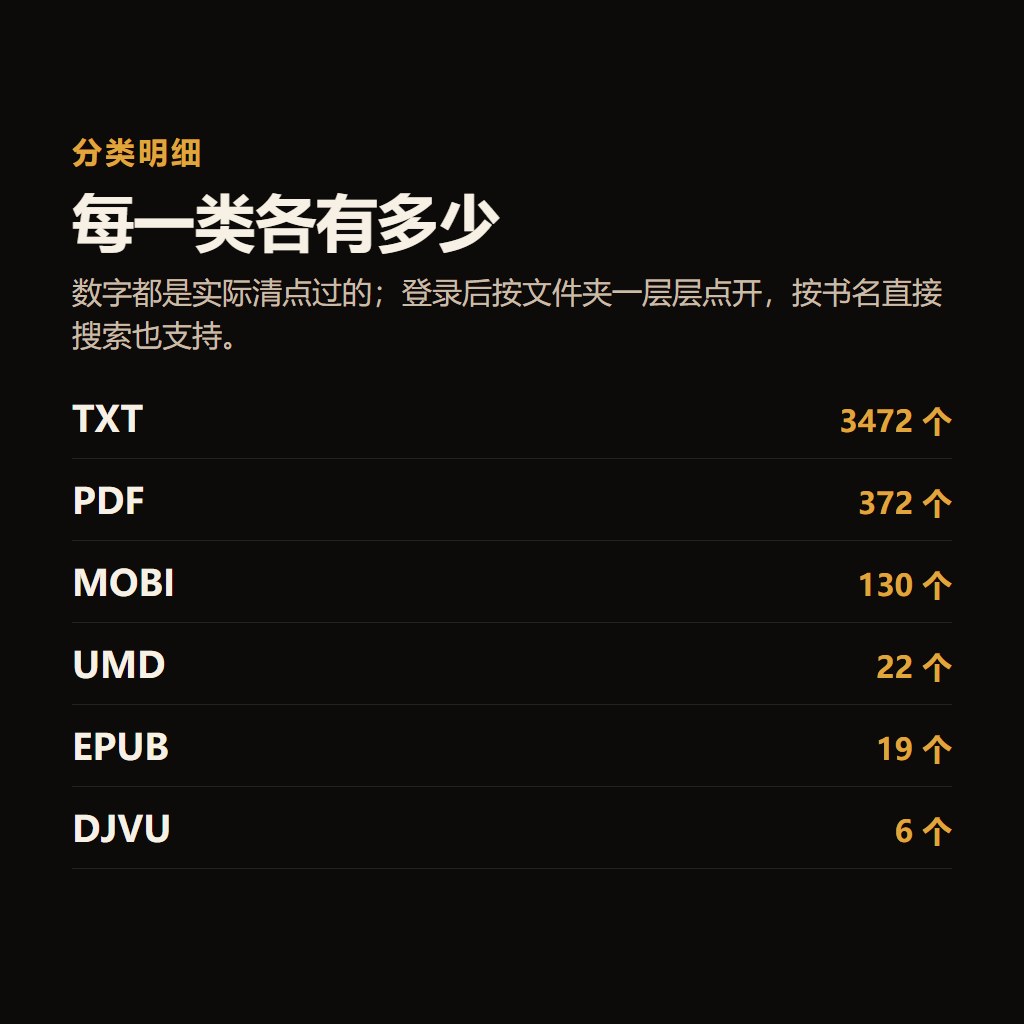 分类明细
每一类各有多少
数字都是实际清点过的；登录后按文件夹一层层点开，按书名直接
搜索也支持。
TXT 3472 个
PDF 372 个
MOBI 130 个
UMD 22 个
EPUB 19 个
DJVU 6 个